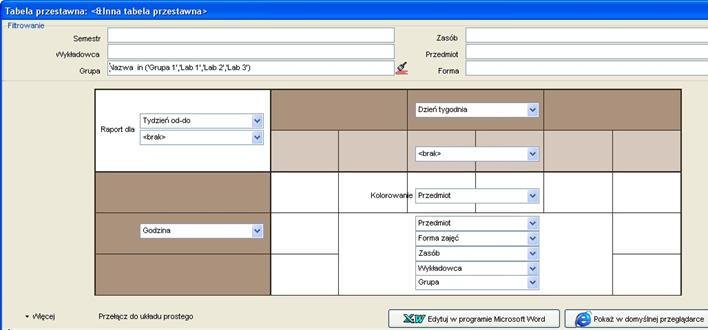 Tabela przestawna: <&Inna tabela przestawna>
Filtrowanie
Semestr Zasób
Wykładowca Przedmiot
Grupa Nazwa in ('Grupa 1','Lab 1','Lab 2','Lab 3') Forma
Dzień tygodnia
Raport dla Tydzień od-do
<brak>
<brak>
Kolorowanie Przedmiot
Godzina
Przedmiot
Forma zajęć
Zasób
Wykładowca
Grupa
Więcej Przełącz do układu prostego Edytuj w programie Microsoft Word Pokaż w domyślnej przeglądarce